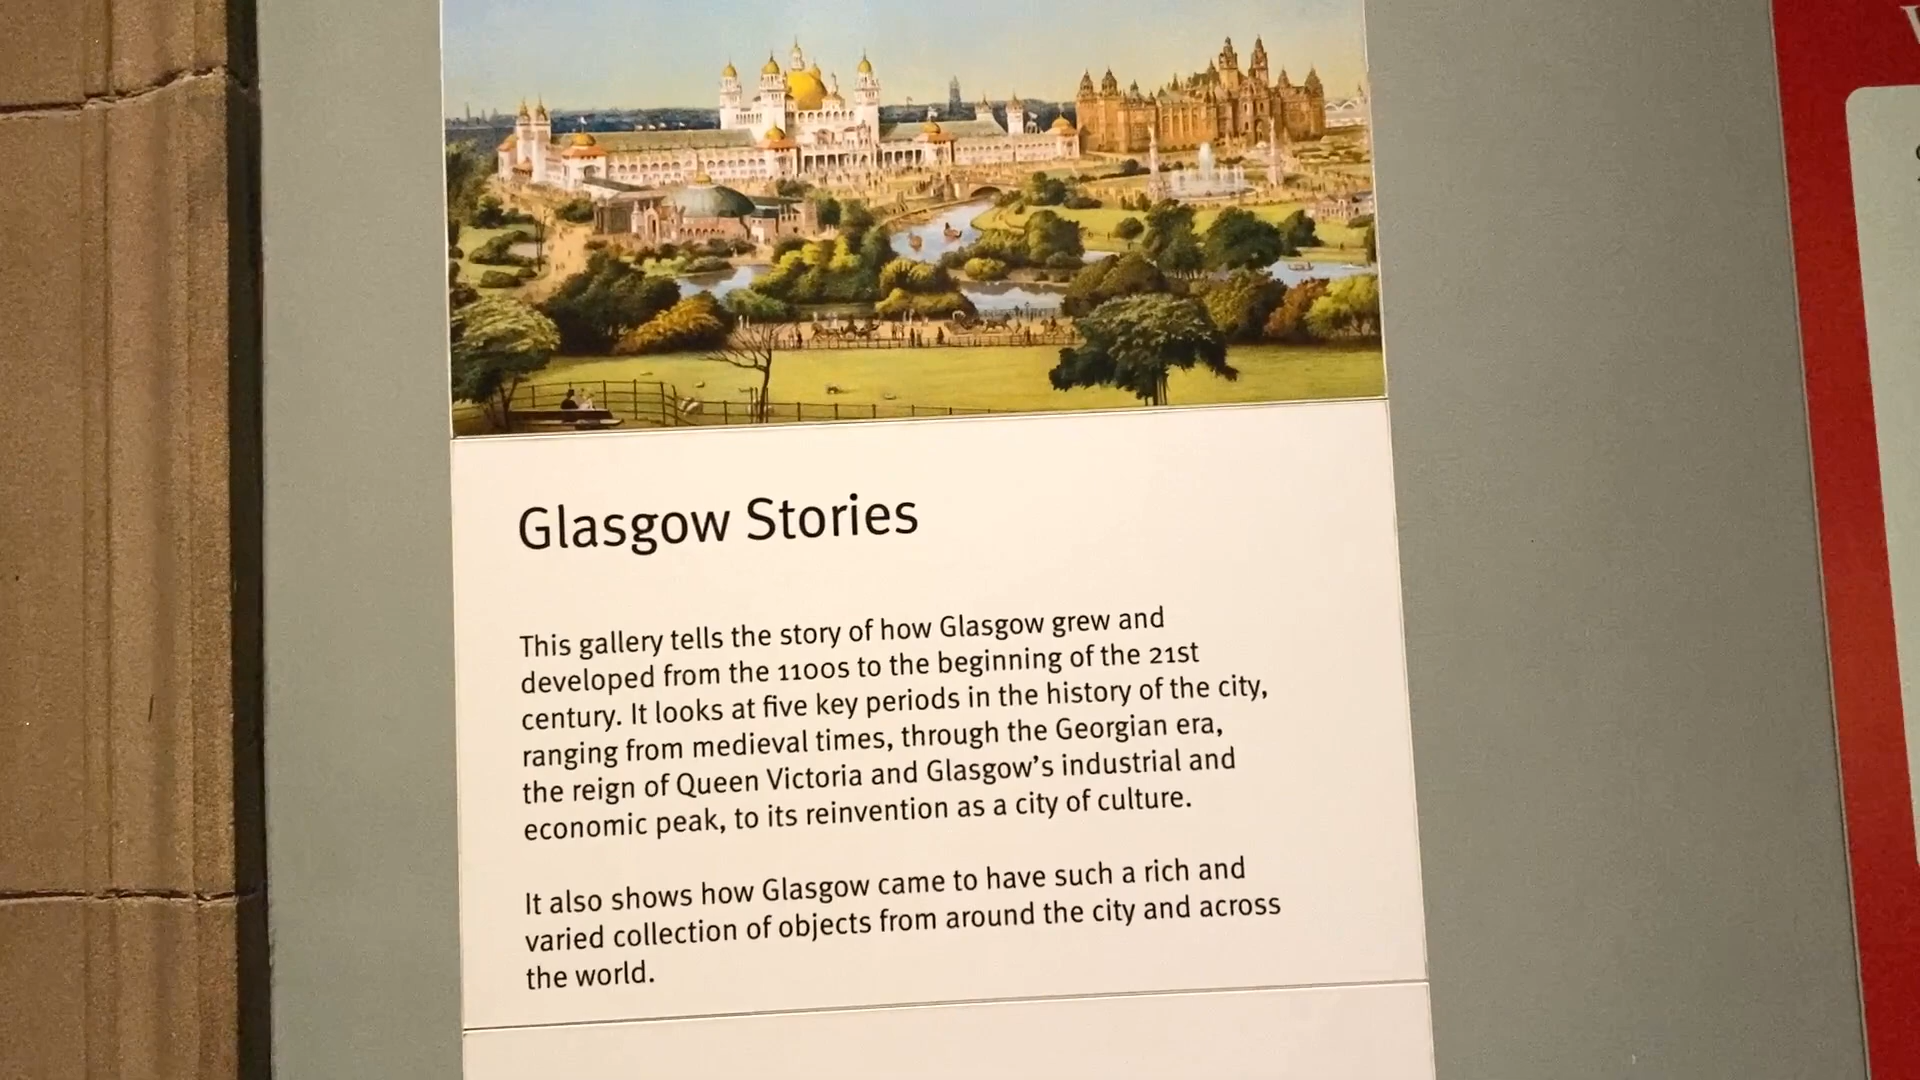 Glasgow Stories
This gallery tells the story of how Glasgow grew and
developed from the 1100s to the beginning of the 21st
century. It looks at five key periods in the history of the city,
ranging from medieval times, through the Georgian era,
the reign of Queen Victoria and Glasgow’s industrial and
economic peak, to its reinvention as a city of culture.
It also shows how Glasgow came to have such a rich and
varied collection of objects from around the city and across
the world.